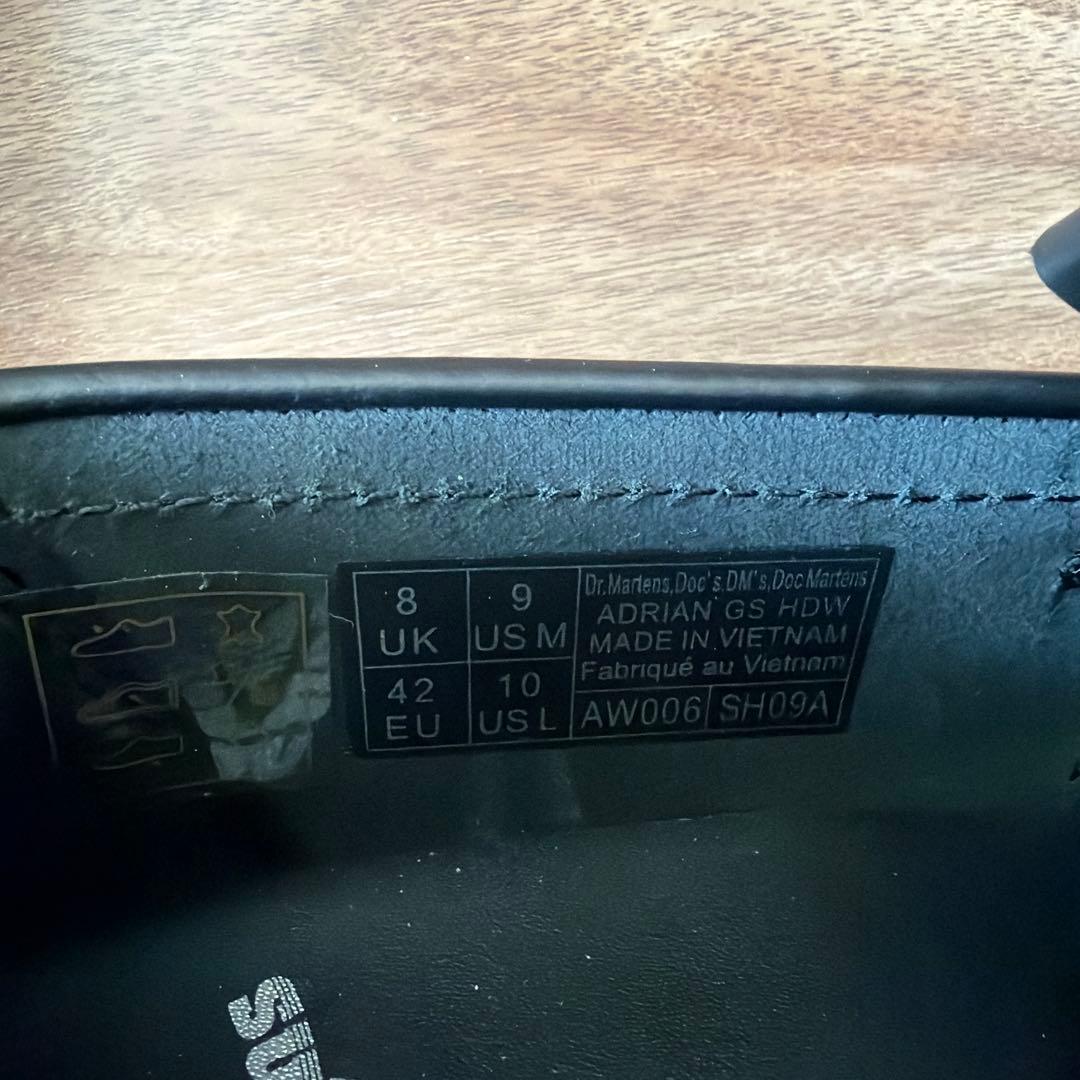 8
UK
9
US M
42
EU
10
US L
Dr.Martens,Doc's,DM's,Doc Martens
ADRIAN GS HDW
MADE IN VIETNAM
Fabriqué au Vietnam
AW006 SH09A